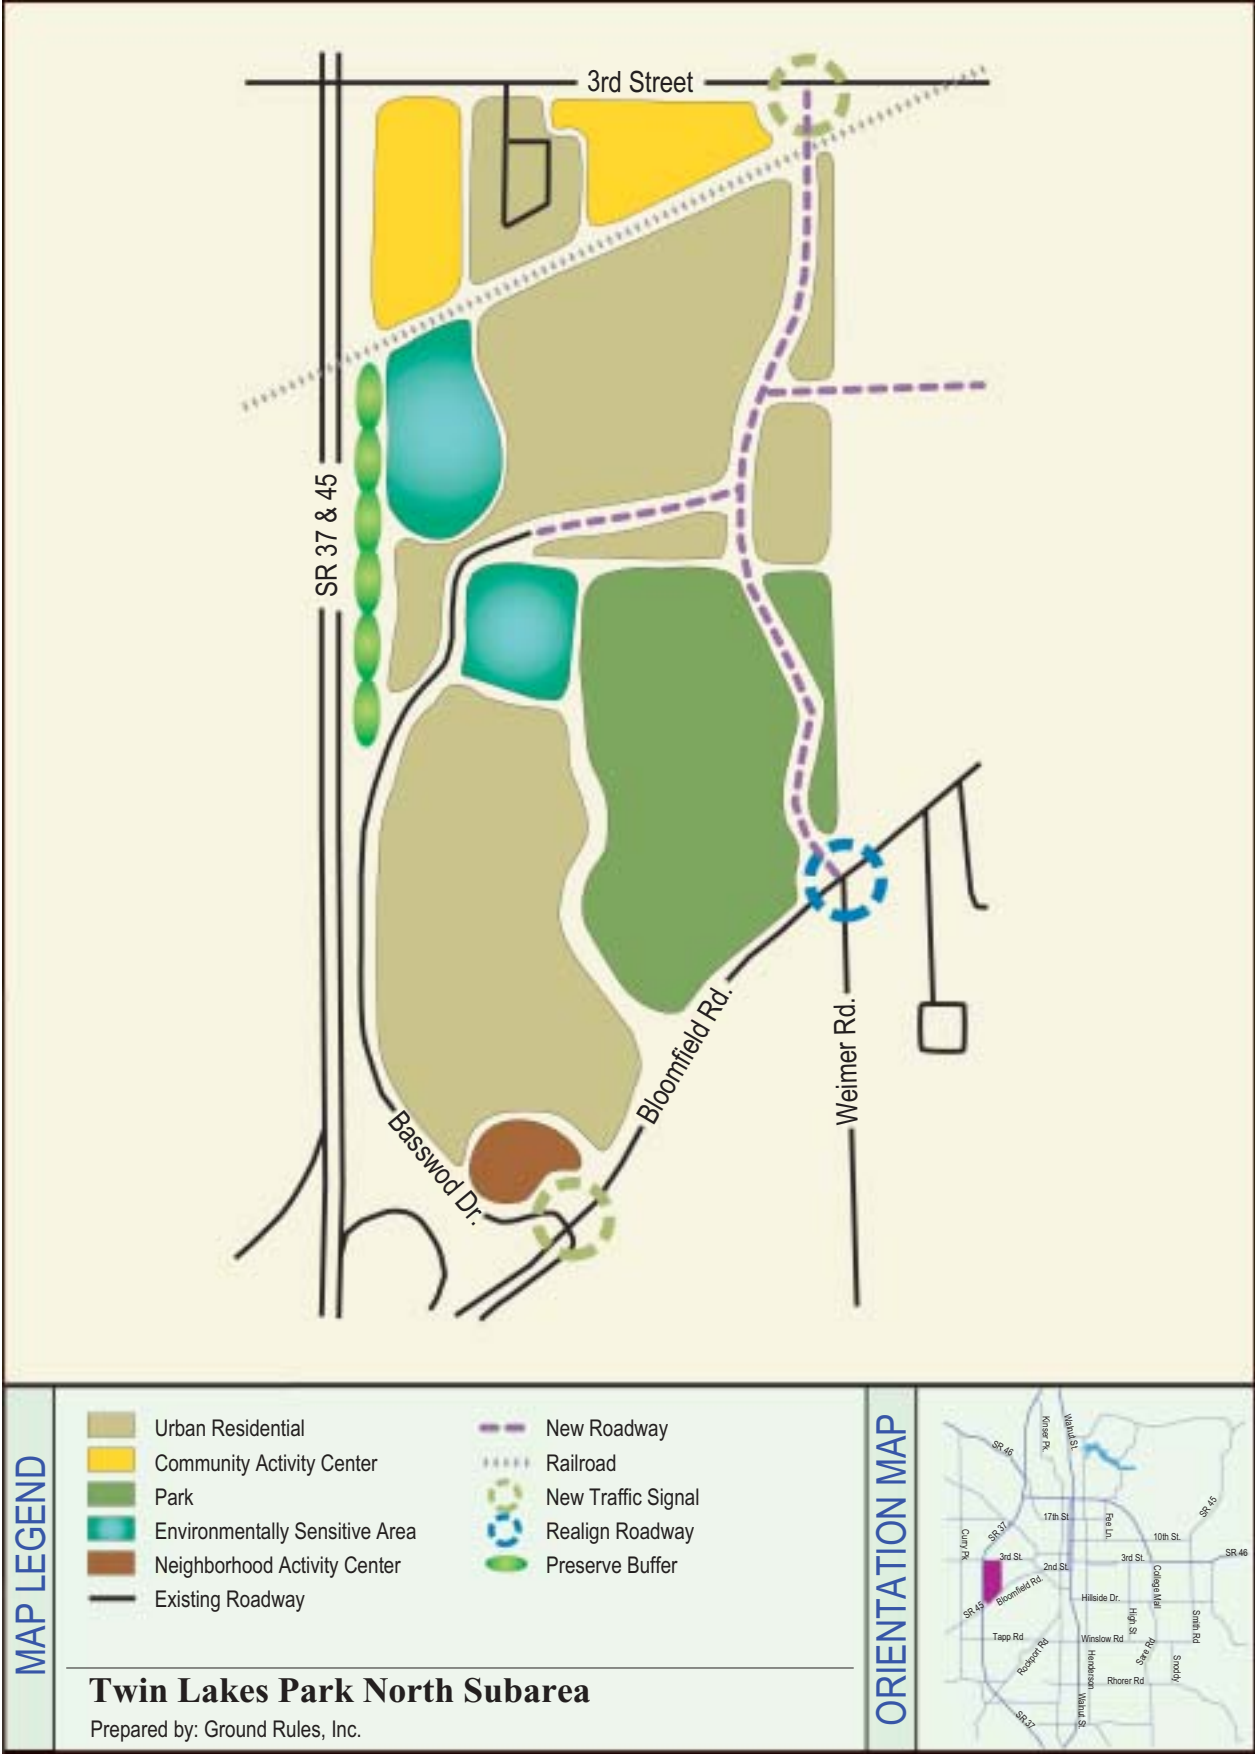 3rd Street
SR 37 & 45
Bloomfield Rd.
Weimer Rd.
Basswod Dr.
MAP LEGEND
Urban Residential
Community Activity Center
Park
Environmentally Sensitive Area
Neighborhood Activity Center
Existing Roadway
New Roadway
Railroad
New Traffic Signal
Realign Roadway
Preserve Buffer
Twin Lakes Park North Subarea
Prepared by: Ground Rules, Inc.
ORIENTATION MAP
Kinser Pk.
Walnut St.
SR 46
SR 45
17th St
Fee Ln.
10th St.
SR 37
Curry Pk
3rd St.
2nd St.
3rd St.
SR 46
College Mall
Bloomfield Rd.
SR 45
Hillside Dr.
High St
Smith Rd
Tapp Rd
Rockport Rd
Winslow Rd
Sare Rd
Henderson
Snoddy
Rhorer Rd
Walnut St.
SR 37